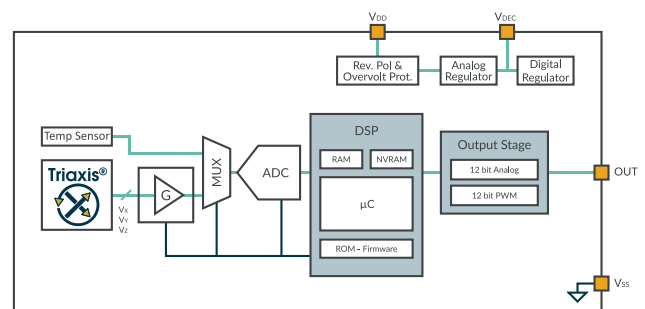 VDD
VDEC
Rev. Pol &
Overvolt Prot.
Analog
Regulator
Digital
Regulator
Temp Sensor
Triaxis®
VX
VY
VZ
G
MUX
ADC
DSP
RAM
NVRAM
µC
ROM - Firmware
Output Stage
12 bit Analog
12 bit PWM
OUT
VSS